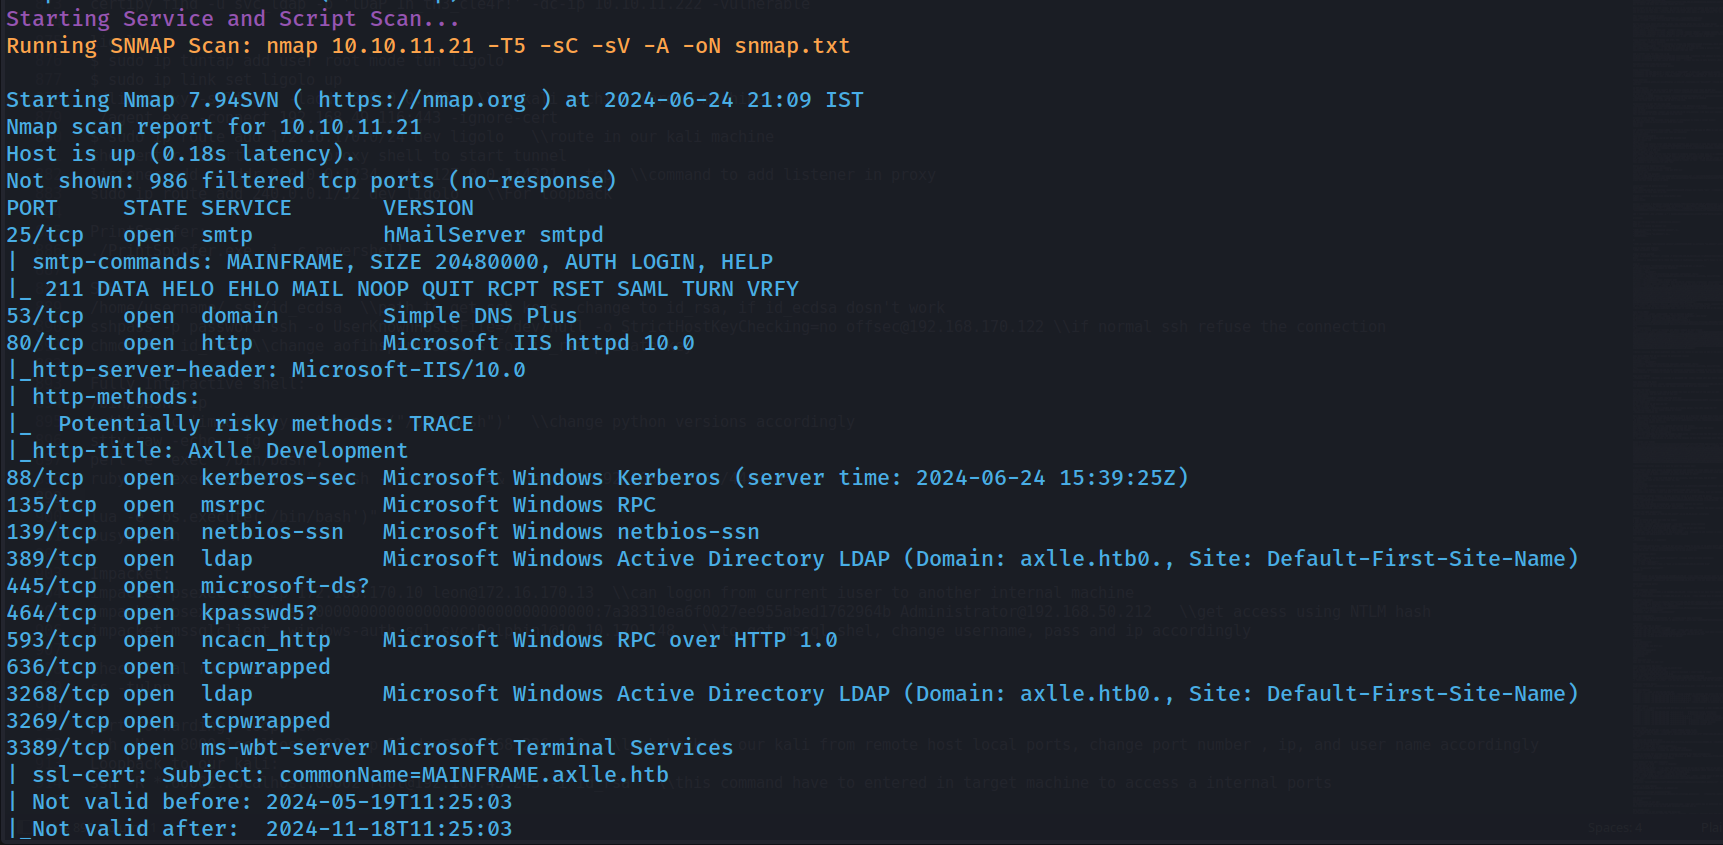 Starting Service and Script Scan...
Running SNMAP Scan: nmap 10.10.11.21 -T5 -sC -sV -A -oN snmap.txt
Starting Nmap 7.94SVN ( https://nmap.org ) at 2024-06-24 21:09 IST
Nmap scan report for 10.10.11.21
Host is up (0.18s latency).
Not shown: 986 filtered tcp ports (no-response)
PORT     STATE SERVICE       VERSION
25/tcp   open  smtp          hMailServer smtpd
| smtp-commands: MAINFRAME, SIZE 20480000, AUTH LOGIN, HELP
|_ 211 DATA HELO EHLO MAIL NOOP QUIT RCPT RSET SAML TURN VRFY
53/tcp   open  domain        Simple DNS Plus
80/tcp   open  http          Microsoft IIS httpd 10.0
|_http-server-header: Microsoft-IIS/10.0
| http-methods:
|_  Potentially risky methods: TRACE
|_http-title: Axlle Development
88/tcp   open  kerberos-sec  Microsoft Windows Kerberos (server time: 2024-06-24 15:39:25Z)
135/tcp  open  msrpc         Microsoft Windows RPC
139/tcp  open  netbios-ssn   Microsoft Windows netbios-ssn
389/tcp  open  ldap          Microsoft Windows Active Directory LDAP (Domain: axlle.htb0., Site: Default-First-Site-Name)
445/tcp  open  microsoft-ds?
464/tcp  open  kpasswd5?
593/tcp  open  ncacn_http    Microsoft Windows RPC over HTTP 1.0
636/tcp  open  tcpwrapped
3268/tcp open  ldap          Microsoft Windows Active Directory LDAP (Domain: axlle.htb0., Site: Default-First-Site-Name)
3269/tcp open  tcpwrapped
3389/tcp open  ms-wbt-server Microsoft Terminal Services
| ssl-cert: Subject: commonName=MAINFRAME.axlle.htb
| Not valid before: 2024-05-19T11:25:03
|_Not valid after:  2024-11-18T11:25:03